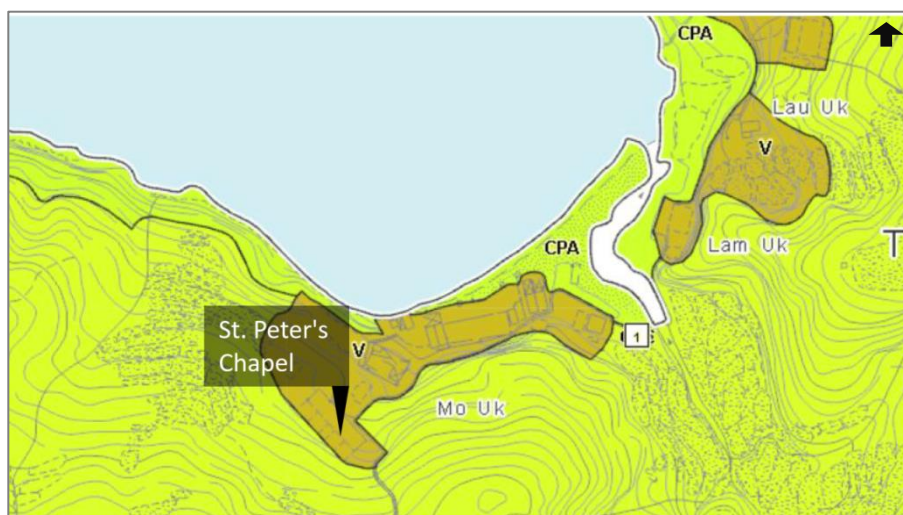 CPA
Lau Uk
V
CPA
Lam Uk
T
St. Peter's
Chapel
V
1
Mo Uk